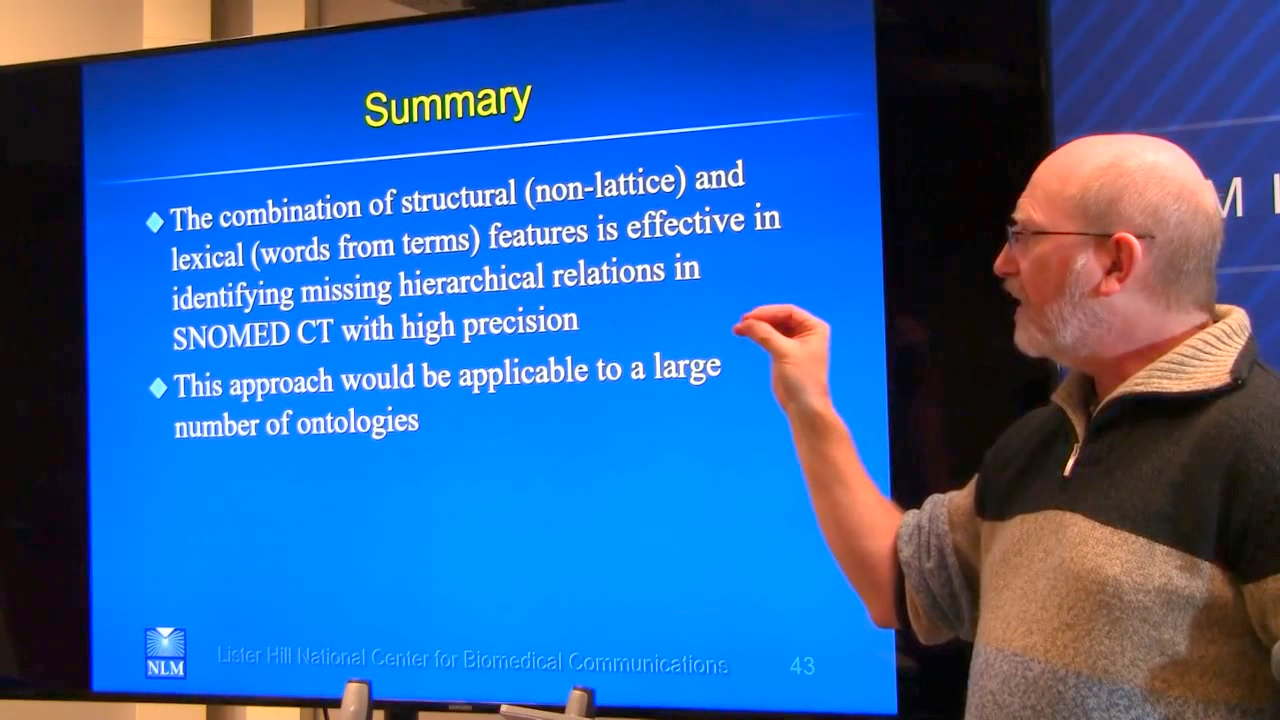 Summary
The combination of structural (non-lattice) and
lexical (words from terms) features is effective in
identifying missing hierarchical relations in
SNOMED CT with high precision
This approach would be applicable to a large
number of ontologies
NLM
Lister Hill National Center for Biomedical Communications
43
SAMSUNG
M